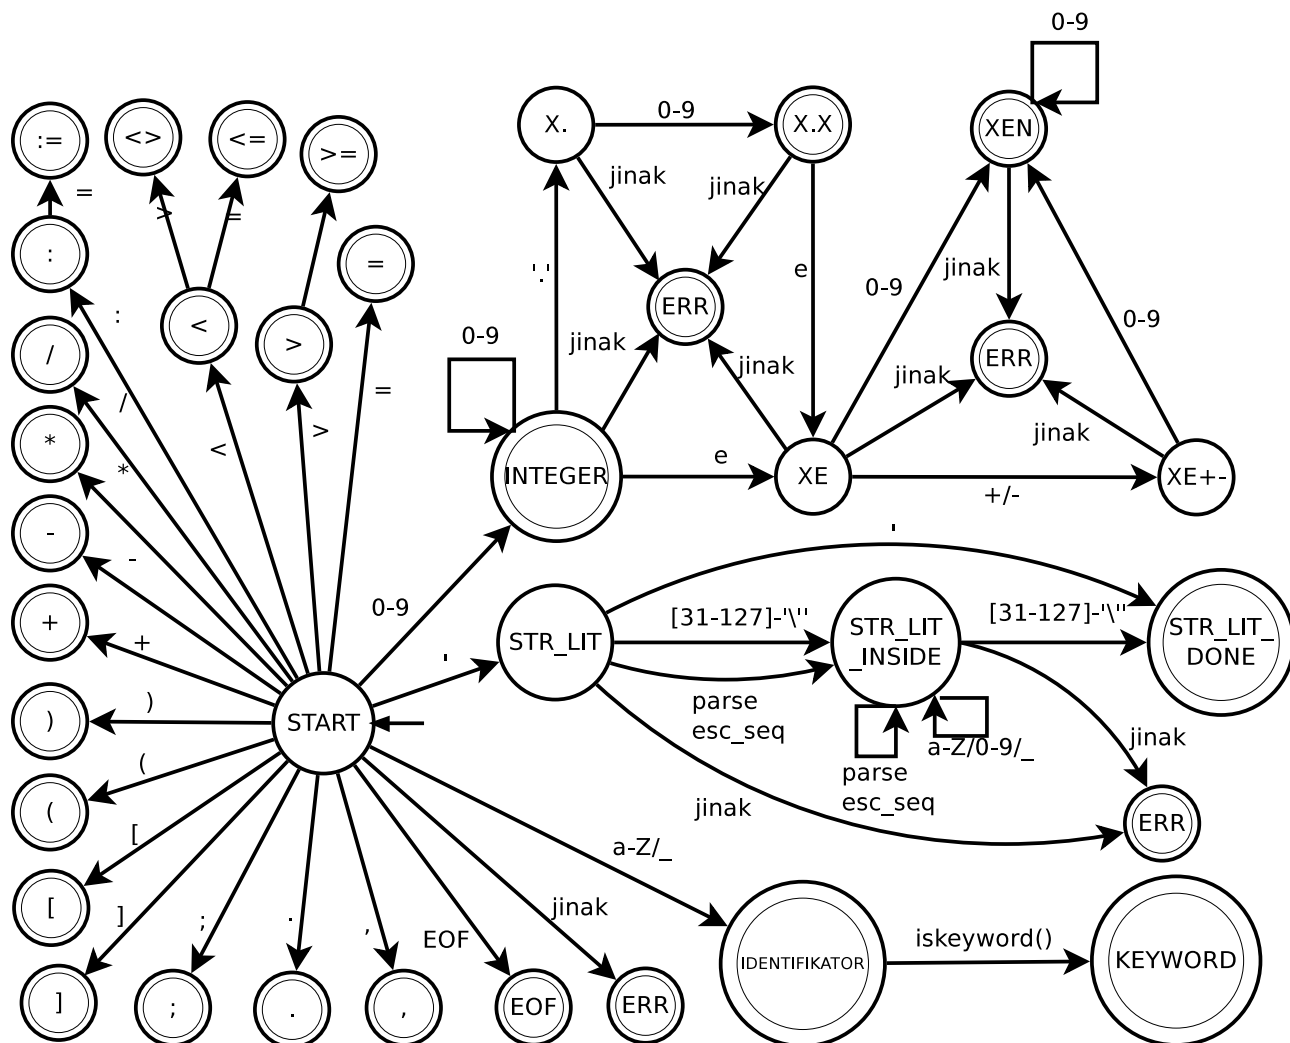 0-9
:=
<>
<=
>=
X.
0-9
X.X
XEN
jinak
jinak
=
>
=
:
=
'.'
e
jinak
0-9
ERR
:
<
>
0-9
/
0-9
jinak
jinak
ERR
jinak
=
/
*
<
>
*
INTEGER
e
XE
jinak
+/-
XE+-
-
-
0-9
'
+
+
STR_LIT
[31-127]-'\''
STR_LIT
_INSIDE
[31-127]-'\''
STR_LIT_
DONE
'
)
)
START
parse
esc_seq
a-Z/0-9/_
jinak
parse
esc_seq
(
(
jinak
ERR
[
[
a-Z/_
]
;
.
,
EOF
jinak
iskeyword()
IDENTIFIKATOR
KEYWORD
]
;
.
,
EOF
ERR